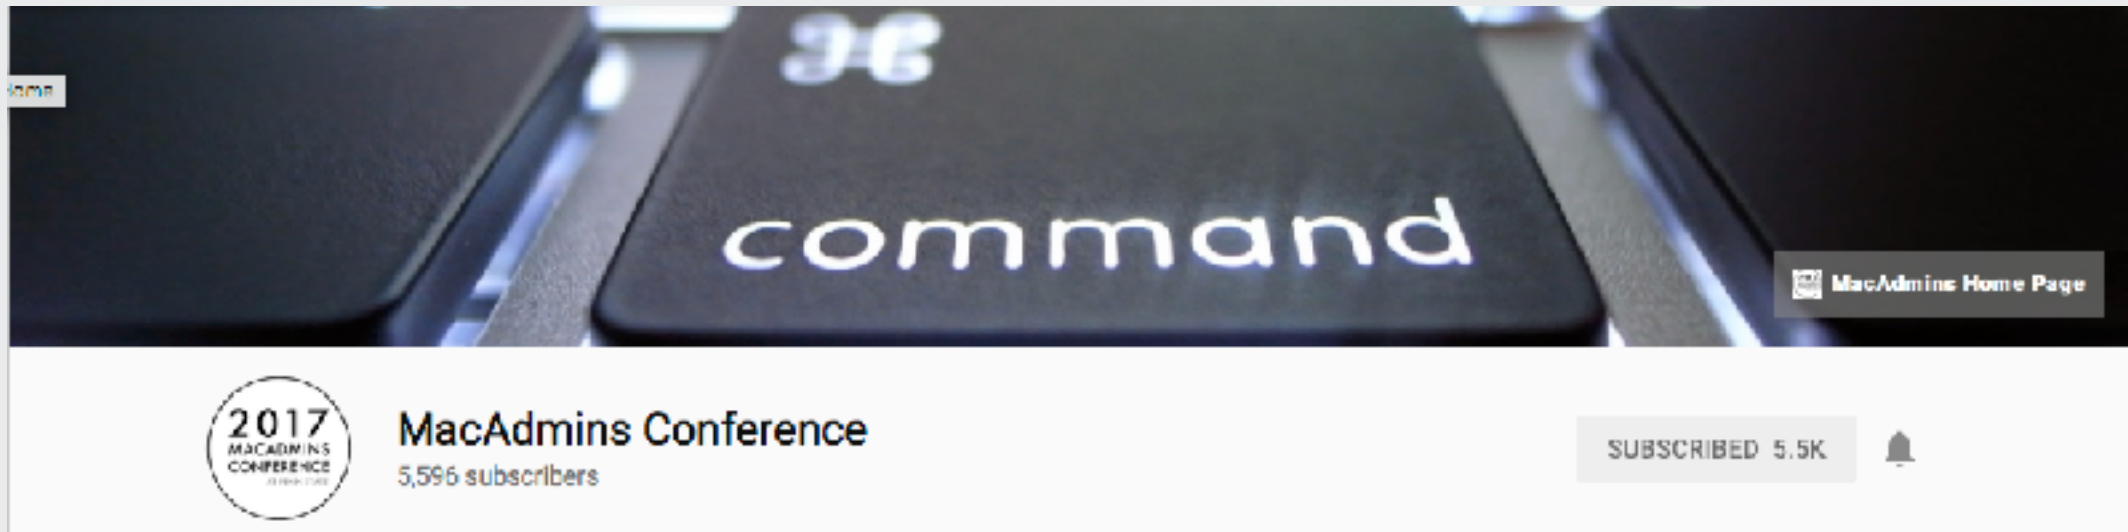 ⌘
command
MacAdmins Home Page
2017
MACADMINS
CONFERENCE
MacAdmins Conference
5,596 subscribers
SUBSCRIBED 5.5K